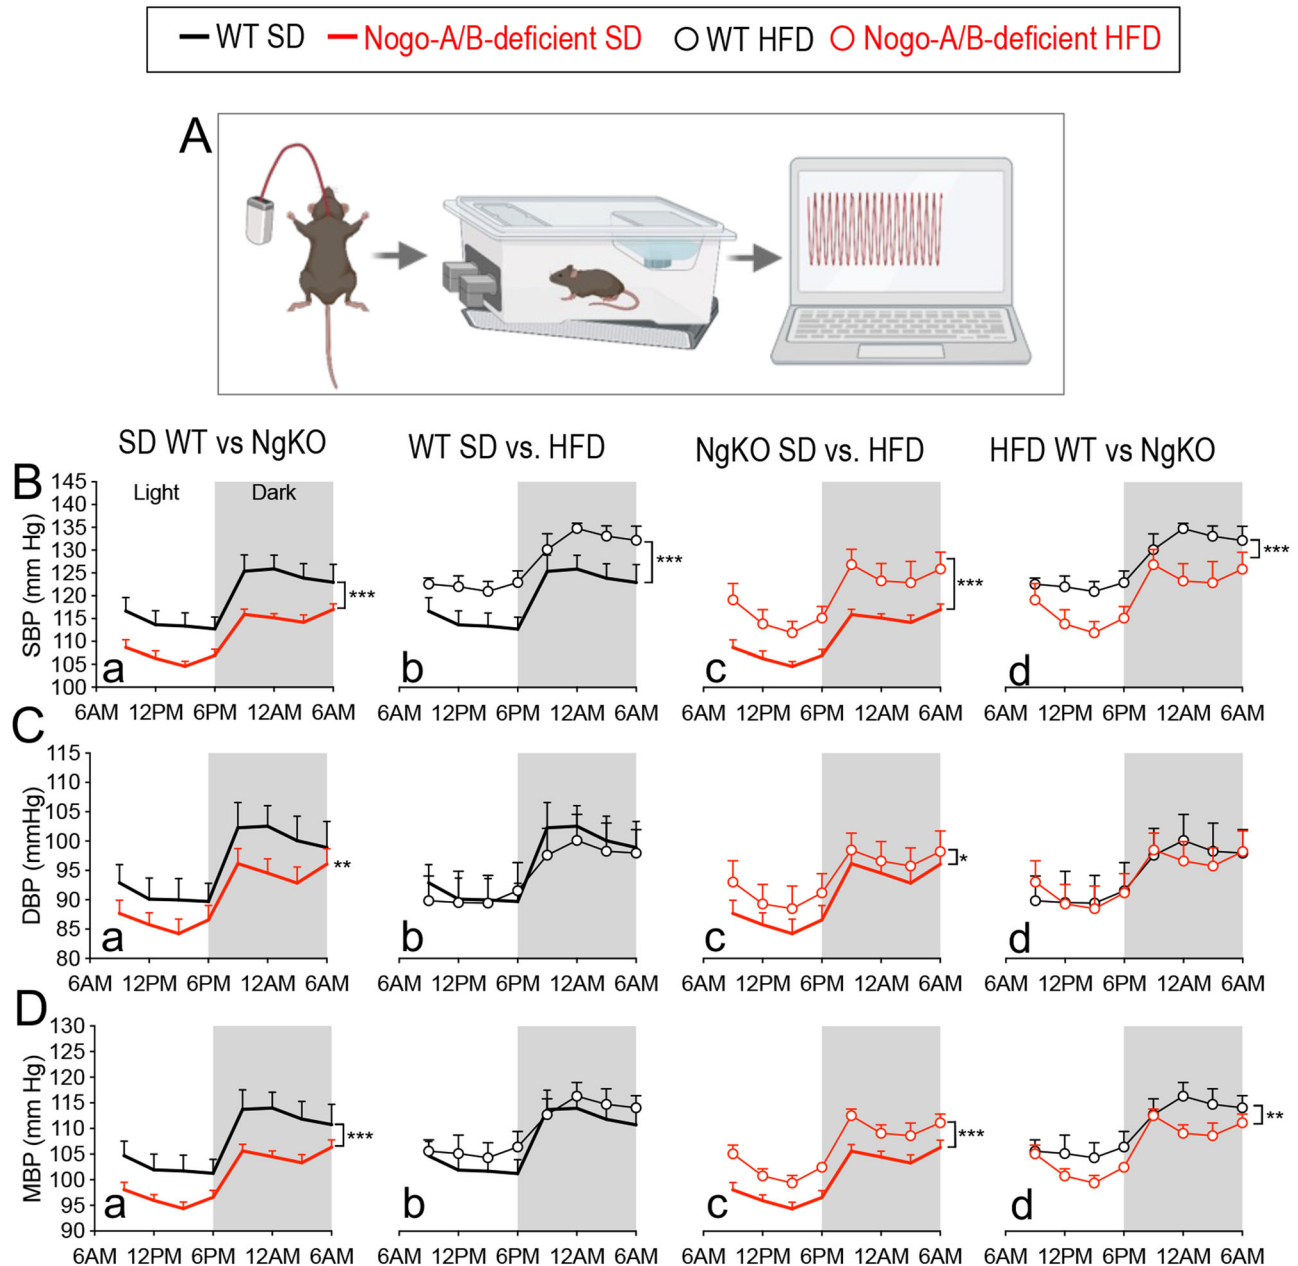 WT SD Nogo-A/B-deficient SD WT HFD Nogo-A/B-deficient HFD
A
SD WT vs NgKO
WT SD vs. HFD
NgKO SD vs. HFD
HFD WT vs NgKO
B
SBP (mm Hg)
145
140
135
130
125
120
115
110
105
100
Light
Dark
***
a
6AM 12PM 6PM 12AM 6AM
***
b
6AM 12PM 6PM 12AM 6AM
***
c
6AM 12PM 6PM 12AM 6AM
***
d
6AM 12PM 6PM 12AM 6AM
C
DBP (mmHg)
115
110
105
100
95
90
85
80
**
a
6AM 12PM 6PM 12AM 6AM
b
6AM 12PM 6PM 12AM 6AM
*
c
6AM 12PM 6PM 12AM 6AM
d
6AM 12PM 6PM 12AM 6AM
D
MBP (mm Hg)
130
125
120
115
110
105
100
95
90
***
a
6AM 12PM 6PM 12AM 6AM
b
6AM 12PM 6PM 12AM 6AM
***
c
6AM 12PM 6PM 12AM 6AM
**
d
6AM 12PM 6PM 12AM 6AM